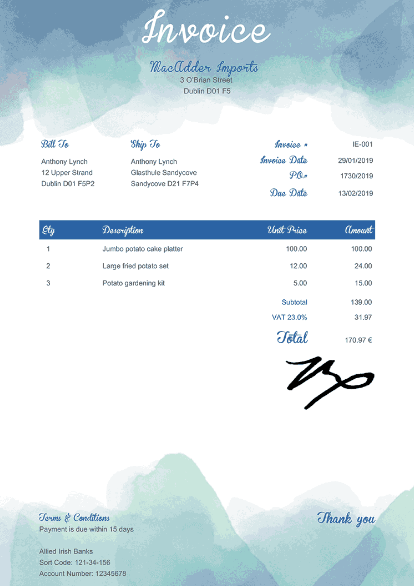 Invoice
MacAdder Imports
3 O'Brian Street
Dublin D01 F5
Bill To
Anthony Lynch
12 Upper Strand
Dublin D01 F5P2
Ship To
Anthony Lynch
Glasthule Sandycove
Sandycove D21 F7P4
Invoice # IE-001
Invoice Date 29/01/2019
P.O.# 1730/2019
Due Date 13/02/2019
Qty Description Unit Price Amount
1 Jumbo potato cake platter 100.00 100.00
2 Large fried potato set 12.00 24.00
3 Potato gardening kit 5.00 15.00
Subtotal 139.00
VAT 23.0% 31.97
Total 170.97 €
Terms & Conditions
Payment is due within 15 days
Thank you
Allied Irish Banks
Sort Code: 121-34-156
Account Number: 12345678